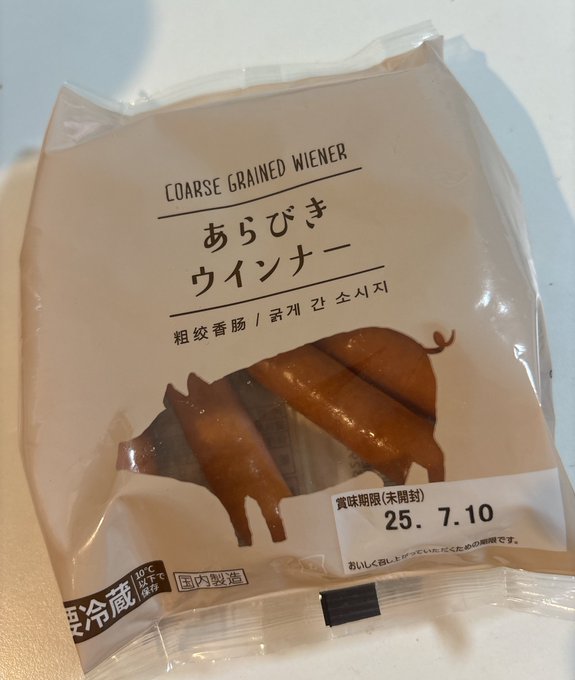 COARSE GRAINED WIENER
あらびき
ウインナー
粗绞香肠 / 굵게 간 소시지
賞味期限(未開封)
25. 7.10
おいしく召し上がっていただくための期限です。
要冷蔵
10℃
以下で
保存
国内製造